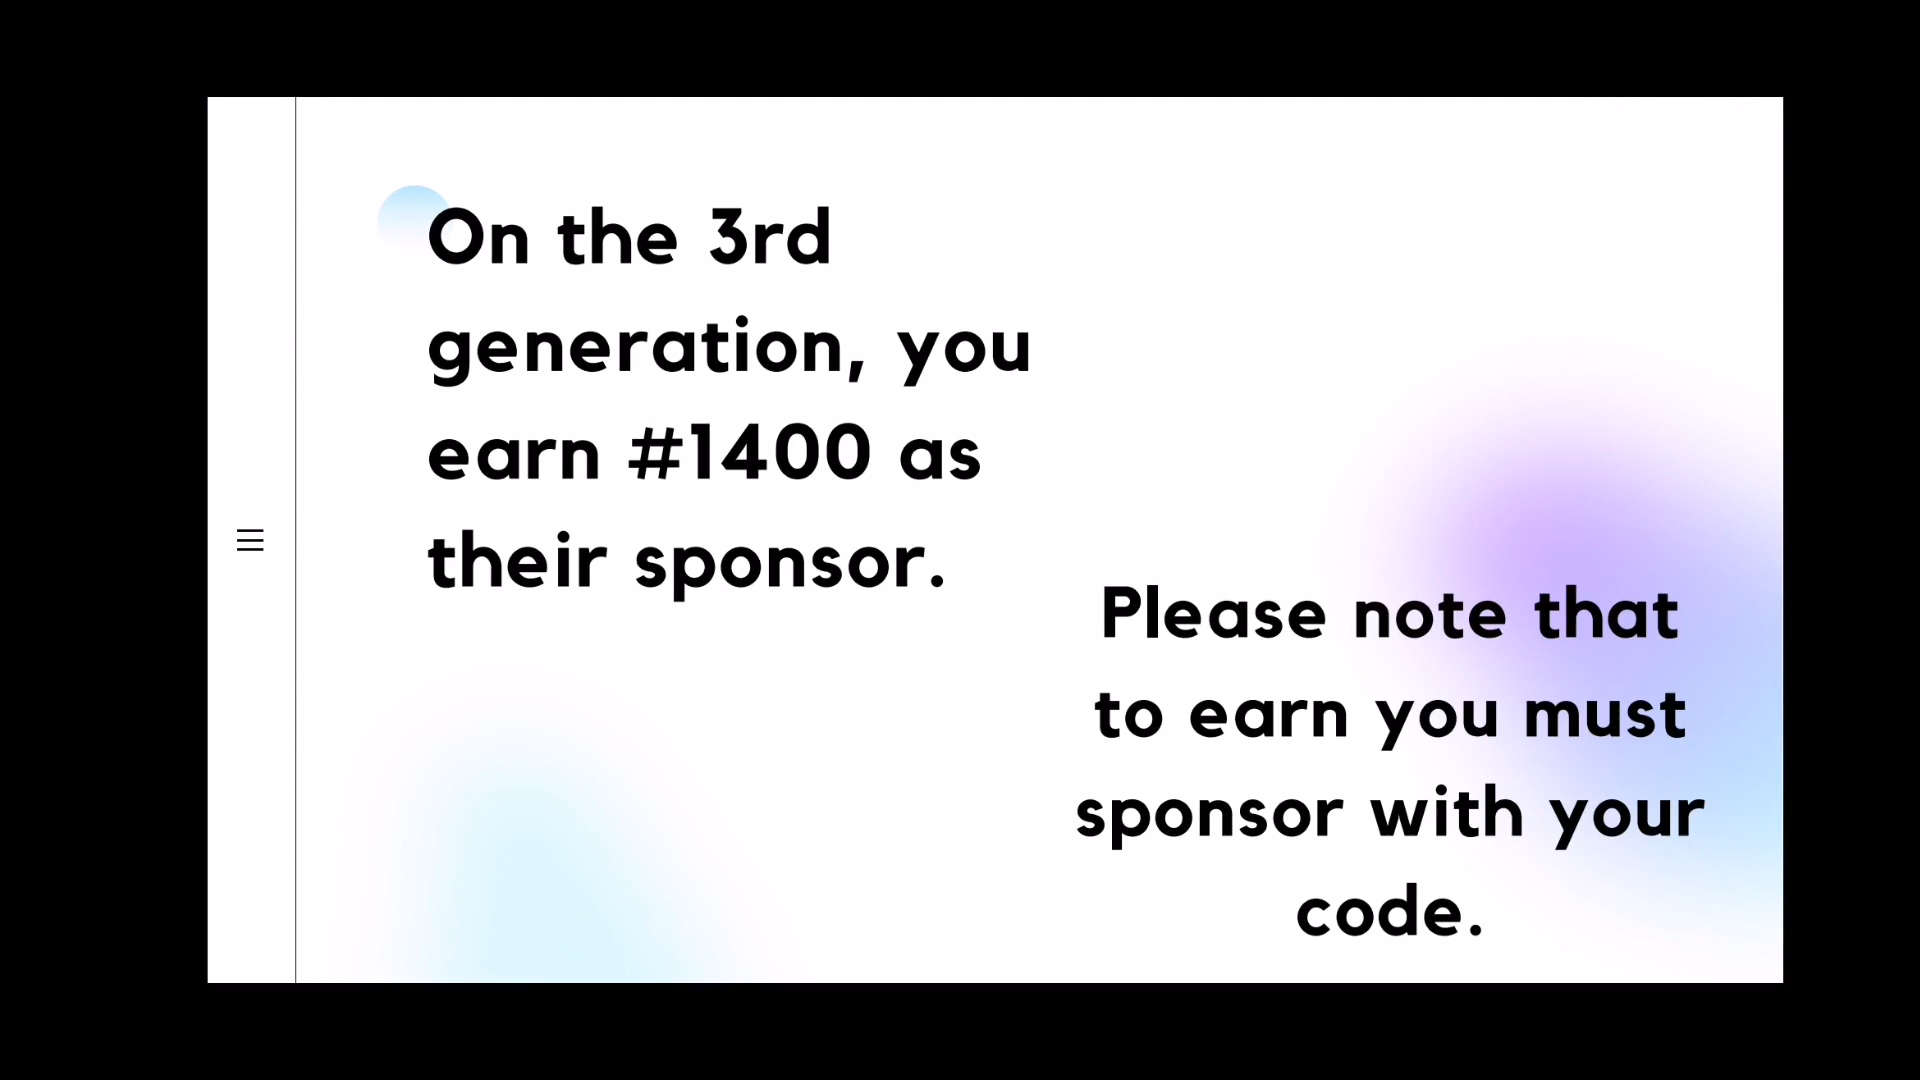 On the 3rd
generation, you
earn #1400 as
their sponsor.
Please note that
to earn you must
sponsor with your
code.